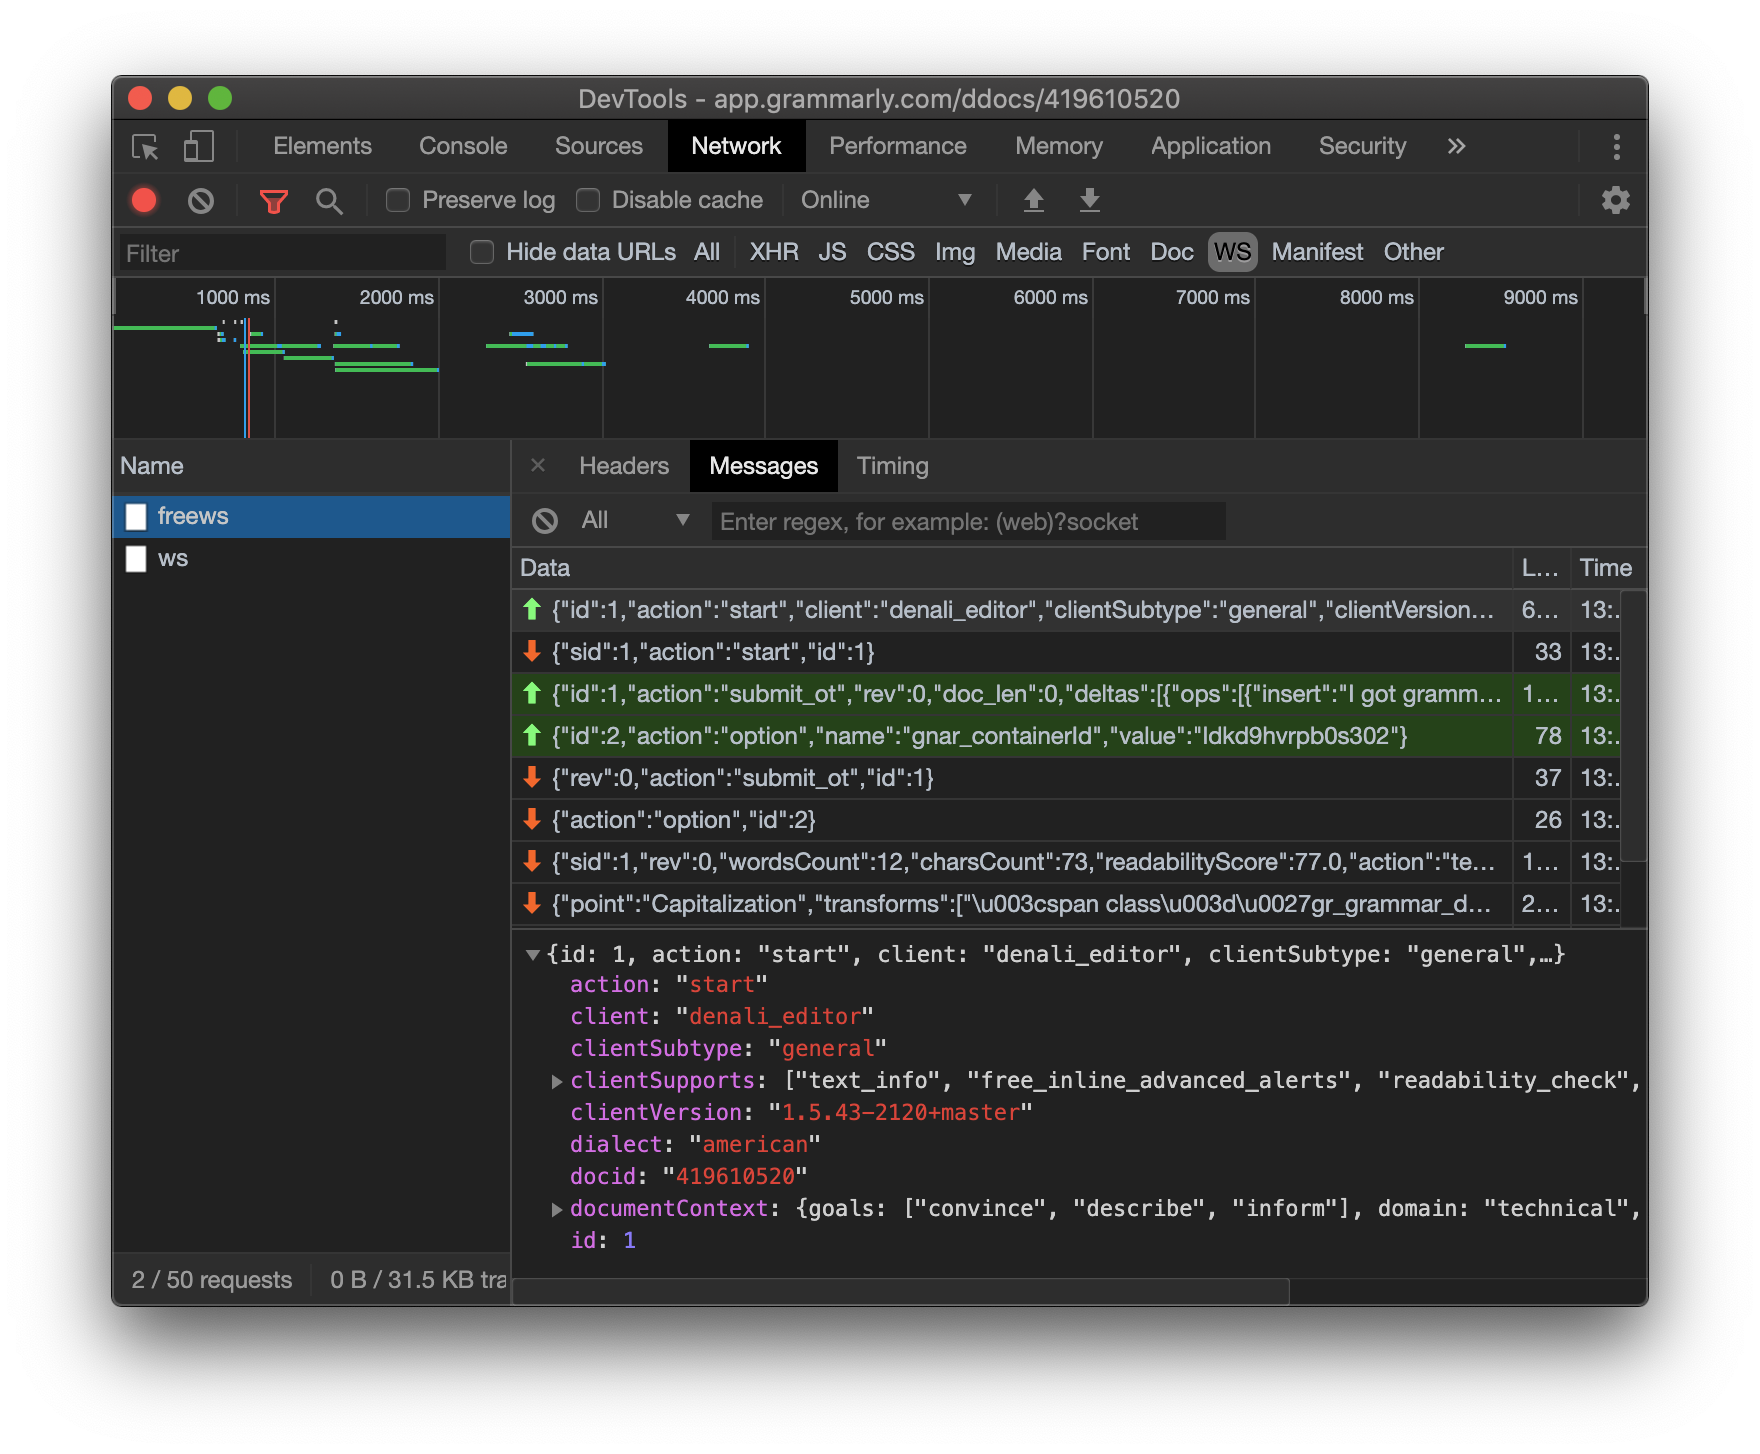 DevTools - app.grammarly.com/ddocs/419610520
Elements Console Sources Network Performance Memory Application Security »
Preserve log Disable cache Online
Filter Hide data URLs All XHR JS CSS Img Media Font Doc WS Manifest Other
1000 ms 2000 ms 3000 ms 4000 ms 5000 ms 6000 ms 7000 ms 8000 ms 9000 ms
Name
freews
ws
2 / 50 requests 0 B / 31.5 KB tra
× Headers Messages Timing
All Enter regex, for example: (web)?socket
Data L... Time
{"id":1,"action":"start","client":"denali_editor","clientSubtype":"general","clientVersion... 6... 13:.
{"sid":1,"action":"start","id":1} 33 13:.
{"id":1,"action":"submit_ot","rev":0,"doc_len":0,"deltas":[{"ops":[{"insert":"I got gramm... 1... 13:.
{"id":2,"action":"option","name":"gnar_containerId","value":"ldkd9hvrpb0s302"} 78 13:.
{"rev":0,"action":"submit_ot","id":1} 37 13:.
{"action":"option","id":2} 26 13:.
{"sid":1,"rev":0,"wordsCount":12,"charsCount":73,"readabilityScore":77.0,"action":"te... 1... 13:.
{"point":"Capitalization","transforms":["\u003cspan class\u003d\u0027gr_grammar_d... 2... 13:.
{id: 1, action: "start", client: "denali_editor", clientSubtype: "general",…}
action: "start"
client: "denali_editor"
clientSubtype: "general"
clientSupports: ["text_info", "free_inline_advanced_alerts", "readability_check",
clientVersion: "1.5.43-2120+master"
dialect: "american"
docid: "419610520"
documentContext: {goals: ["convince", "describe", "inform"], domain: "technical",
id: 1